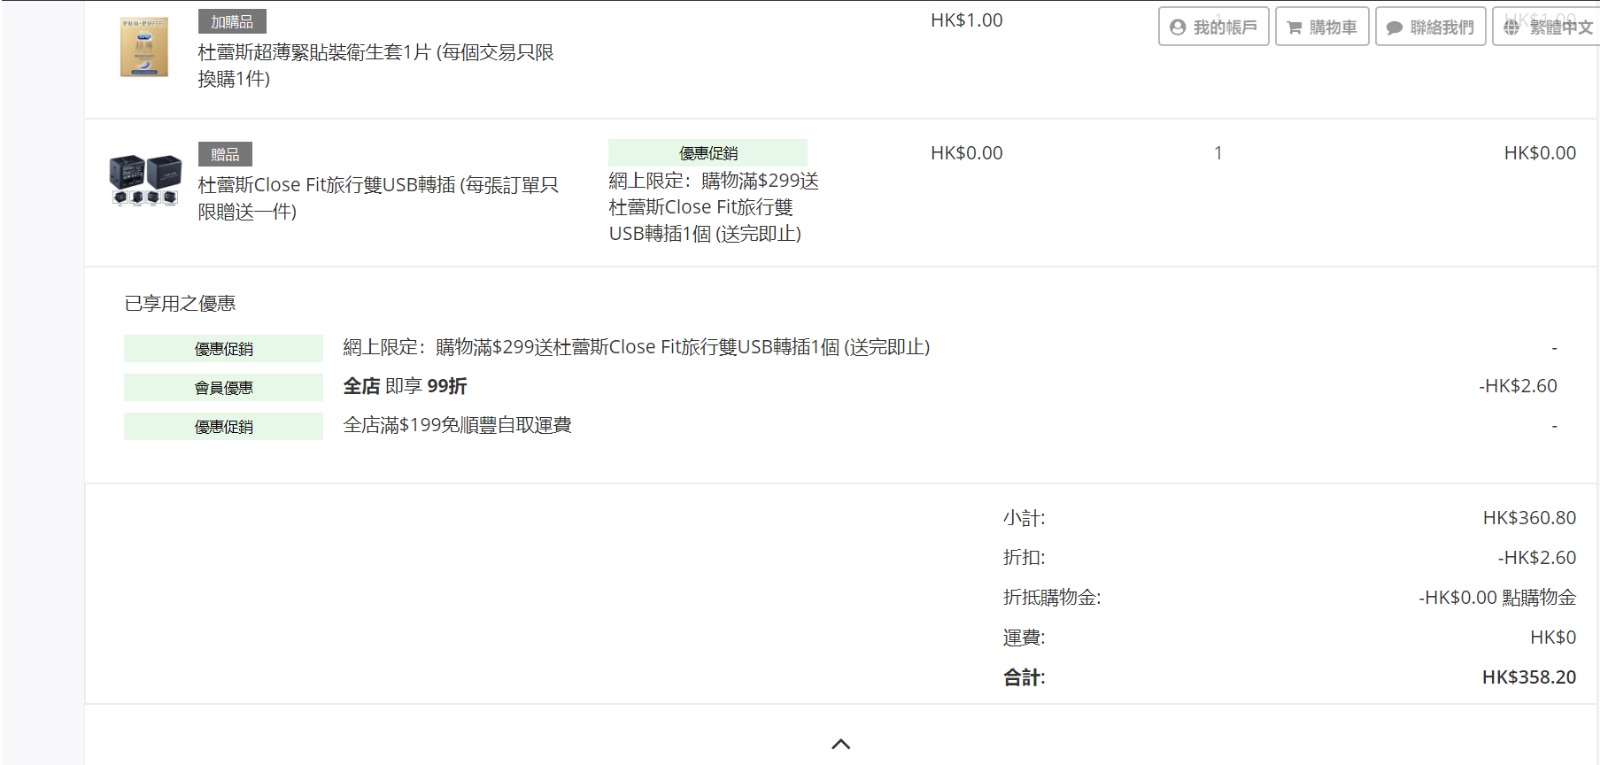 加購品
HK$1.00
我的帳戶
購物車
聯絡我們
繁體中文
HK$1.00
杜蕾斯超薄緊貼裝衛生套1片 (每個交易只限
換購1件)
贈品
優惠促銷
HK$0.00
1
HK$0.00
杜蕾斯Close Fit旅行雙USB轉插 (每張訂單只
限贈送一件)
網上限定：購物滿$299送
杜蕾斯Close Fit旅行雙
USB轉插1個 (送完即止)
已享用之優惠
優惠促銷
網上限定：購物滿$299送杜蕾斯Close Fit旅行雙USB轉插1個 (送完即止)
-
會員優惠
全店 即享 99折
-HK$2.60
優惠促銷
全店滿$199免順豐自取運費
-
小計:
HK$360.80
折扣:
-HK$2.60
折抵購物金:
-HK$0.00 點購物金
運費:
HK$0
合計:
HK$358.20